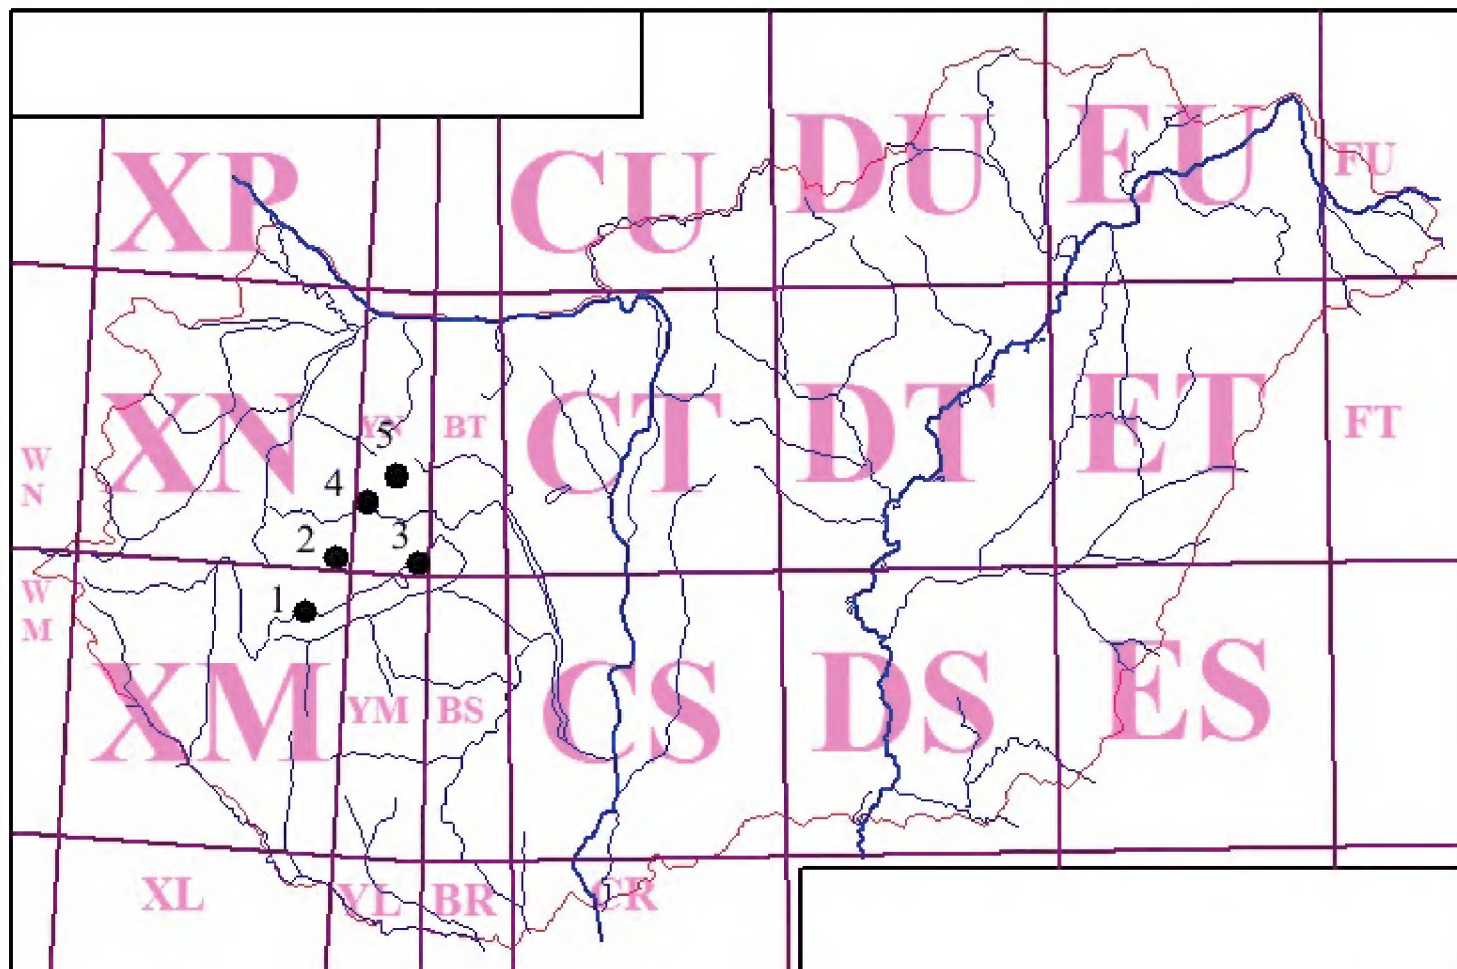 XP CU DU EU FU
XN YN BT CT DT ET FT
W
N
5
4
2 3
W
M
1
XM YM BS CS DS ES
XL YL BR CR